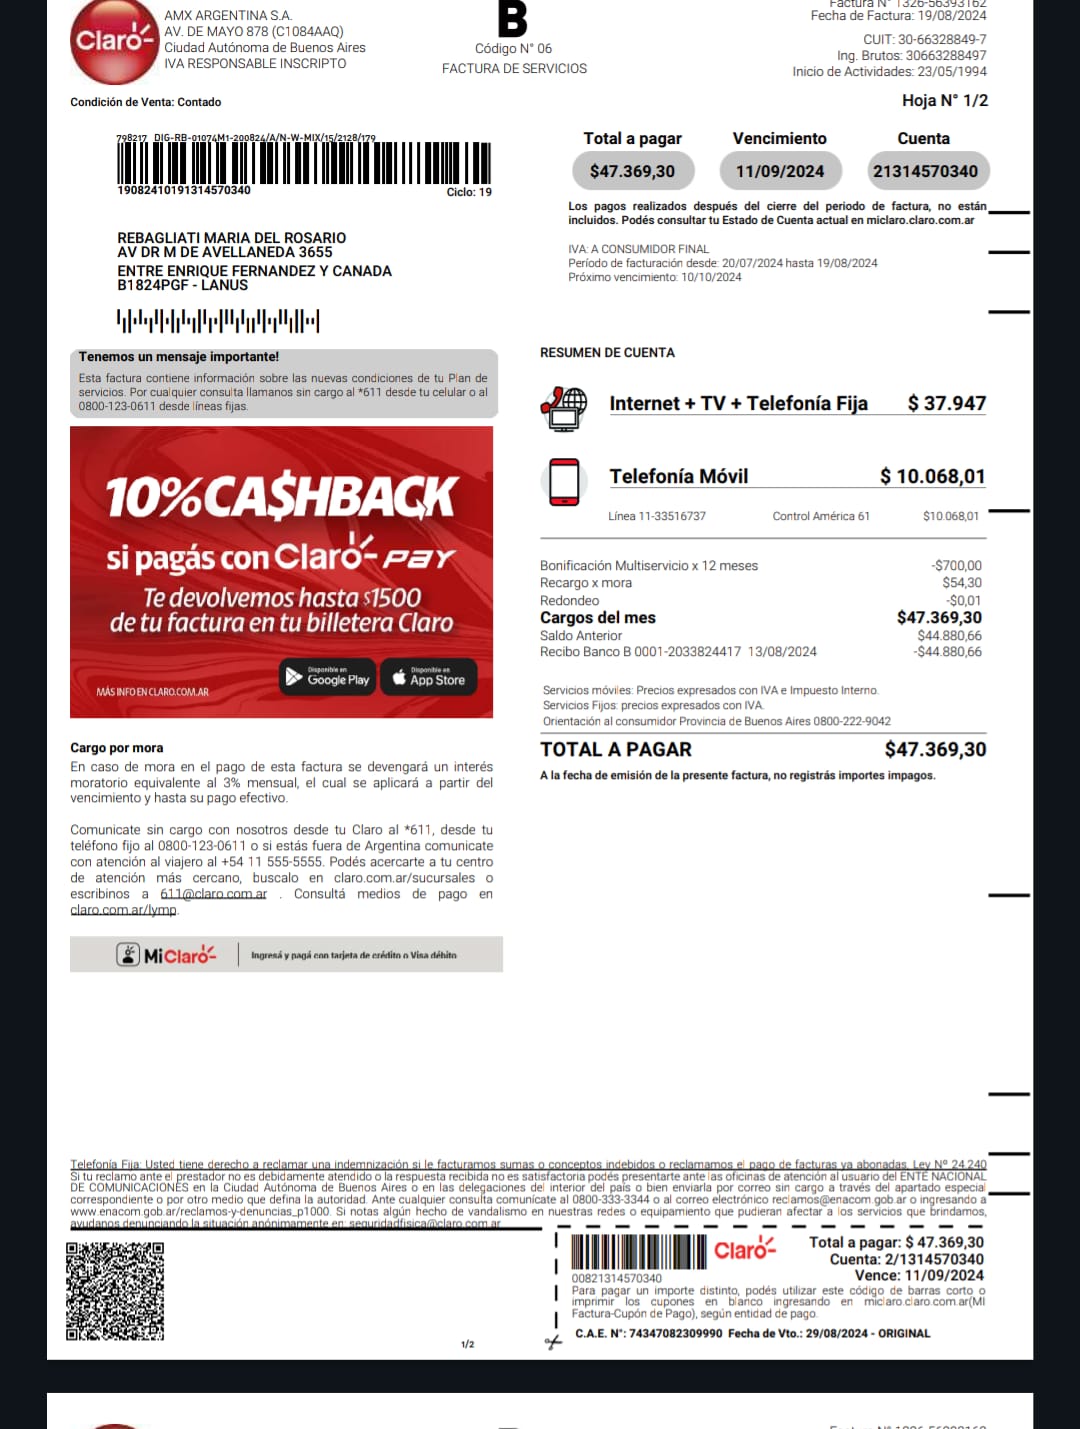 Claro
AMX ARGENTINA S.A.
AV. DE MAYO 878 (C1084AAQ)
Ciudad Autónoma de Buenos Aires
IVA RESPONSABLE INSCRIPTO
B
Código N° 06
FACTURA DE SERVICIOS
Factura N° 1326-56393162
Fecha de Factura: 19/08/2024
CUIT: 30-66328849-7
Ing. Brutos: 30663288497
Inicio de Actividades: 23/05/1994
Condición de Venta: Contado
Hoja N° 1/2
798217 DIG-RB-01074M1-200824/A/N-W-MIX/15/2128/179
19082410191314570340
Ciclo: 19
Total a pagar
Vencimiento
Cuenta
$47.369,30
11/09/2024
21314570340
Los pagos realizados después del cierre del periodo de factura, no están
incluidos. Podés consultar tu Estado de Cuenta actual en miclaro.claro.com.ar
REBAGLIATI MARIA DEL ROSARIO
AV DR M DE AVELLANEDA 3655
ENTRE ENRIQUE FERNANDEZ Y CANADA
B1824PGF - LANUS
IVA: A CONSUMIDOR FINAL
Período de facturación desde: 20/07/2024 hasta 19/08/2024
Próximo vencimiento: 10/10/2024
Tenemos un mensaje importante!
Esta factura contiene información sobre las nuevas condiciones de tu Plan de
servicios. Por cualquier consulta llamanos sin cargo al *611 desde tu celular o al
0800-123-0611 desde líneas fijas.
10%CA$HBACK
si pagás con Claro-pay
Te devolvemos hasta $1500
de tu factura en tu billetera Claro
Disponible en
Google Play
Disponible en
App Store
MÁS INFO EN CLARO.COM.AR
RESUMEN DE CUENTA
Internet + TV + Telefonía Fija $ 37.947
Telefonía Móvil $ 10.068,01
Línea 11-33516737 Control América 61 $10.068,01
Bonificación Multiservicio x 12 meses -$700,00
Recargo x mora $54,30
Redondeo -$0,01
Cargos del mes $47.369,30
Saldo Anterior $44.880,66
Recibo Banco B 0001-2033824417 13/08/2024 -$44.880,66
Servicios móviles: Precios expresados con IVA e Impuesto Interno.
Servicios Fijos: precios expresados con IVA.
Orientación al consumidor Provincia de Buenos Aires 0800-222-9042
TOTAL A PAGAR $47.369,30
A la fecha de emisión de la presente factura, no registrás importes impagos.
Cargo por mora
En caso de mora en el pago de esta factura se devengará un interés
moratorio equivalente al 3% mensual, el cual se aplicará a partir del
vencimiento y hasta su pago efectivo.
Comunicate sin cargo con nosotros desde tu Claro al *611, desde tu
teléfono fijo al 0800-123-0611 o si estás fuera de Argentina comunicate
con atención al viajero al +54 11 555-5555. Podés acercarte a tu centro
de atención más cercano, buscalo en claro.com.ar/sucursales o
escribinos a 611@claro.com.ar . Consultá medios de pago en
claro.com.ar/lymp.
MiClaro
Ingresá y pagá con tarjeta de crédito o Visa débito
Telefonía Fija: Usted tiene derecho a reclamar una indemnización si le facturamos sumas o conceptos indebidos o reclamamos el pago de facturas ya abonadas, Ley Nº 24.240
Si tu reclamo ante el prestador no es debidamente atendido o la respuesta recibida no es satisfactoria podés presentarte ante las oficinas de atención al usuario del ENTE NACIONAL
DE COMUNICACIONES en la Ciudad Autónoma de Buenos Aires o en las delegaciones del interior del país o bien enviarla por correo sin cargo a través del apartado especial
correspondiente o por otro medio que defina la autoridad. Ante cualquier consulta comunícate al 0800-333-3344 o al correo electrónico reclamos@enacom.gob.ar o ingresando a
www.enacom.gob.ar/reclamos-y-denuncias_p1000. Si notas algún hecho de vandalismo en nuestras redes o equipamiento que pudieran afectar a los servicios que brindamos,
ayudanos denunciando la situación anónimamente en: seguridadfisica@claro.com.ar
Claro
00821314570340
Total a pagar: $ 47.369,30
Cuenta: 2/1314570340
Vence: 11/09/2024
Para pagar un importe distinto, podés utilizar este código de barras corto o
imprimir los cupones en blanco ingresando en miclaro.claro.com.ar(MI
Factura-Cupón de Pago), según entidad de pago.
C.A.E. N°: 74347082309990 Fecha de Vto.: 29/08/2024 - ORIGINAL
1/2